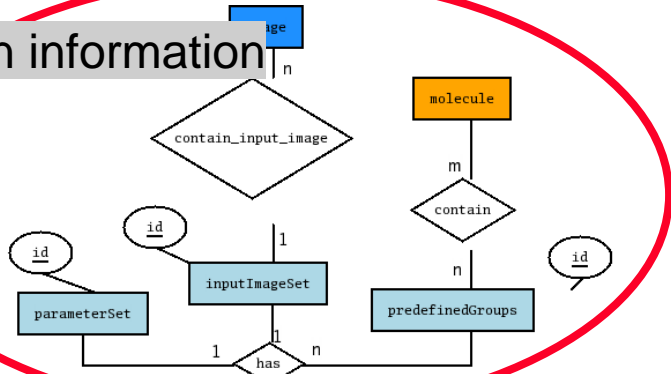 n information
n
molecule
contain_input_image
m
contain
id
id
id
1
n
inputImageSet
parameterSet
predefinedGroups
1
1
n
has